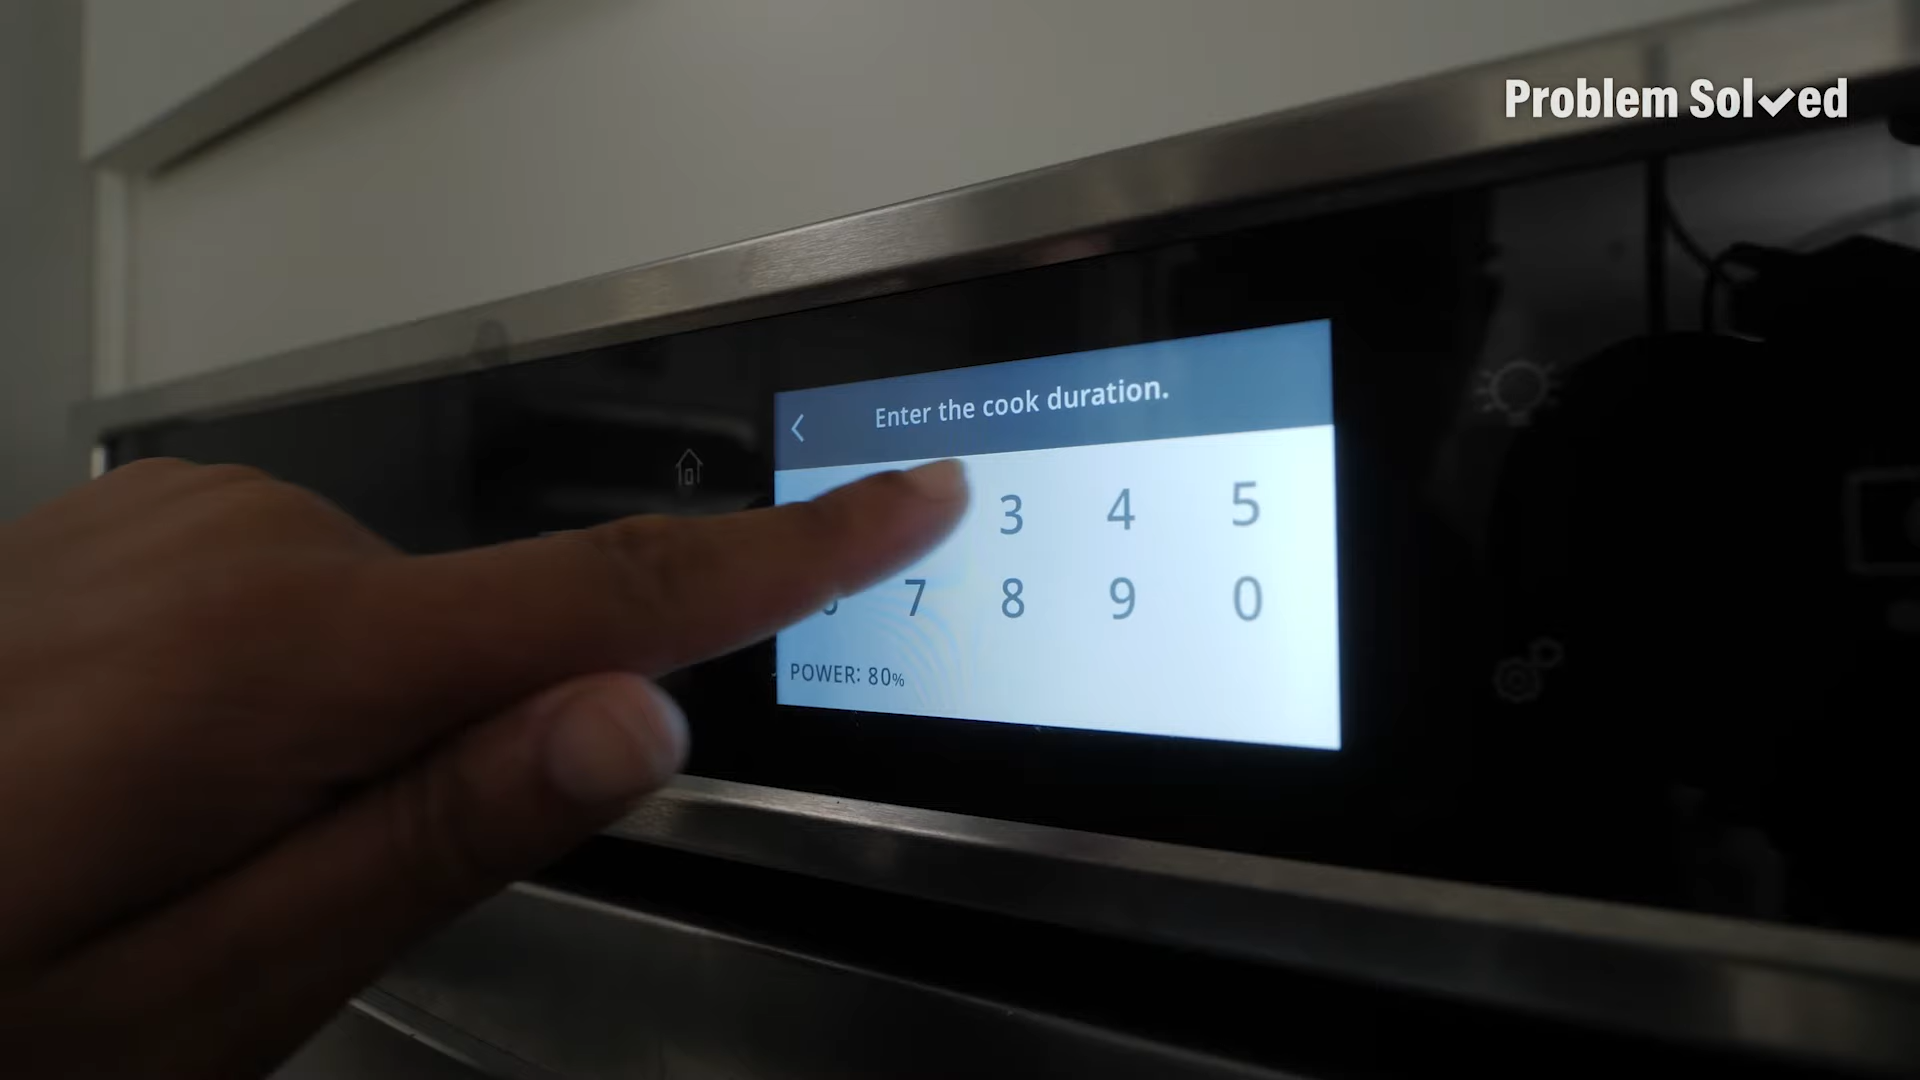 Problem Solved
Enter the cook duration.
3 4 5
7 8 9 0
POWER: 80%